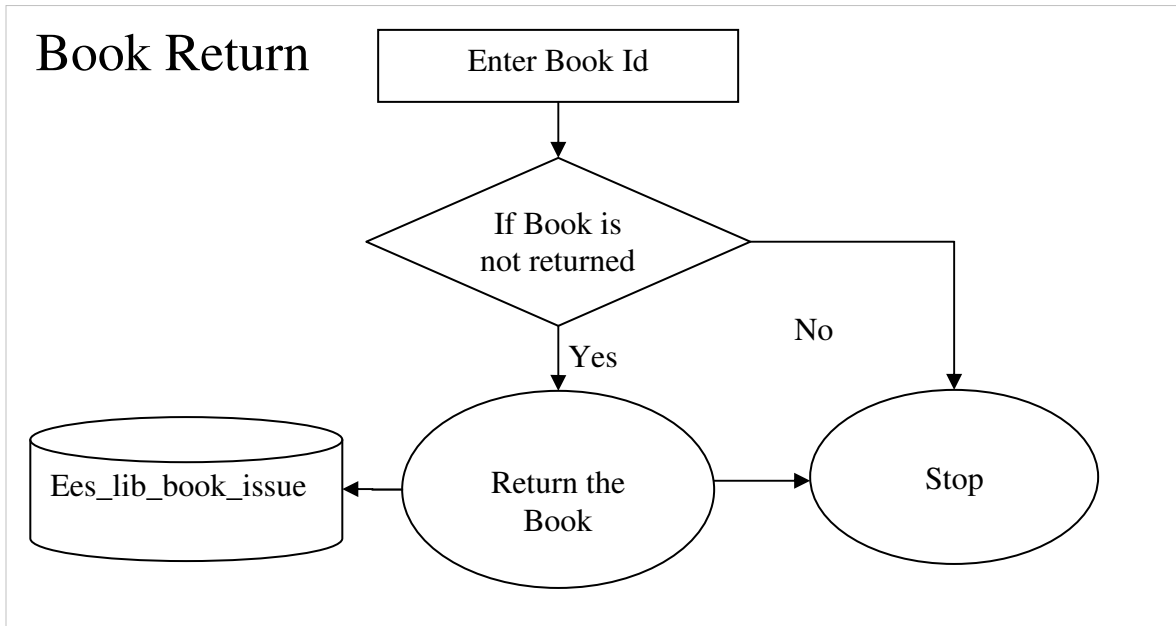 Book Return
Enter Book Id
If Book is
not returned
No
Yes
Ees_lib_book_issue
Return the
Book
Stop